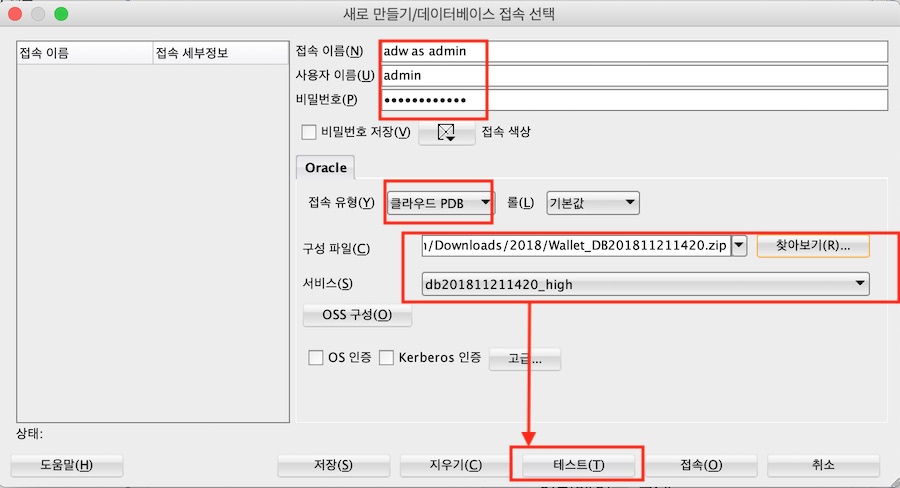 새로 만들기/데이터베이스 접속 선택
접속 이름 접속 세부정보
접속 이름(N) adw as admin
사용자 이름(U) admin
비밀번호(P) ••••••••••••
비밀번호 저장(V) 접속 색상
Oracle
접속 유형(Y) 클라우드 PDB 롤(L) 기본값
구성 파일(C) /Downloads/2018/Wallet_DB201811211420.zip 찾아보기(R)...
서비스(S) db201811211420_high
OSS 구성(O)
OS 인증 Kerberos 인증 고급...
상태:
도움말(H) 저장(S) 지우기(C) 테스트(T) 접속(O) 취소